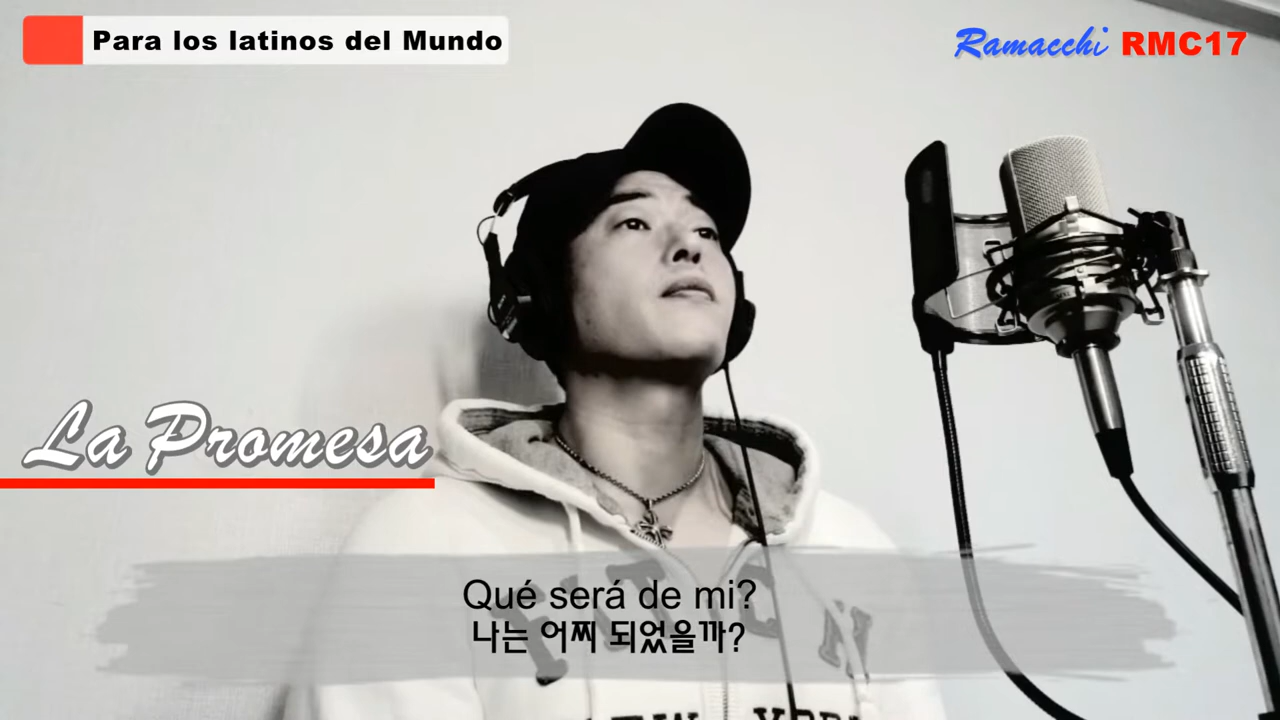 Para los latinos del Mundo
Ramacchi RMC17
La Promesa
Qué será de mi?
나는 어찌 되었을까?